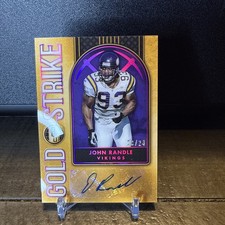 GOLD STRIKE
93
JOHN RANDLE
VIKINGS